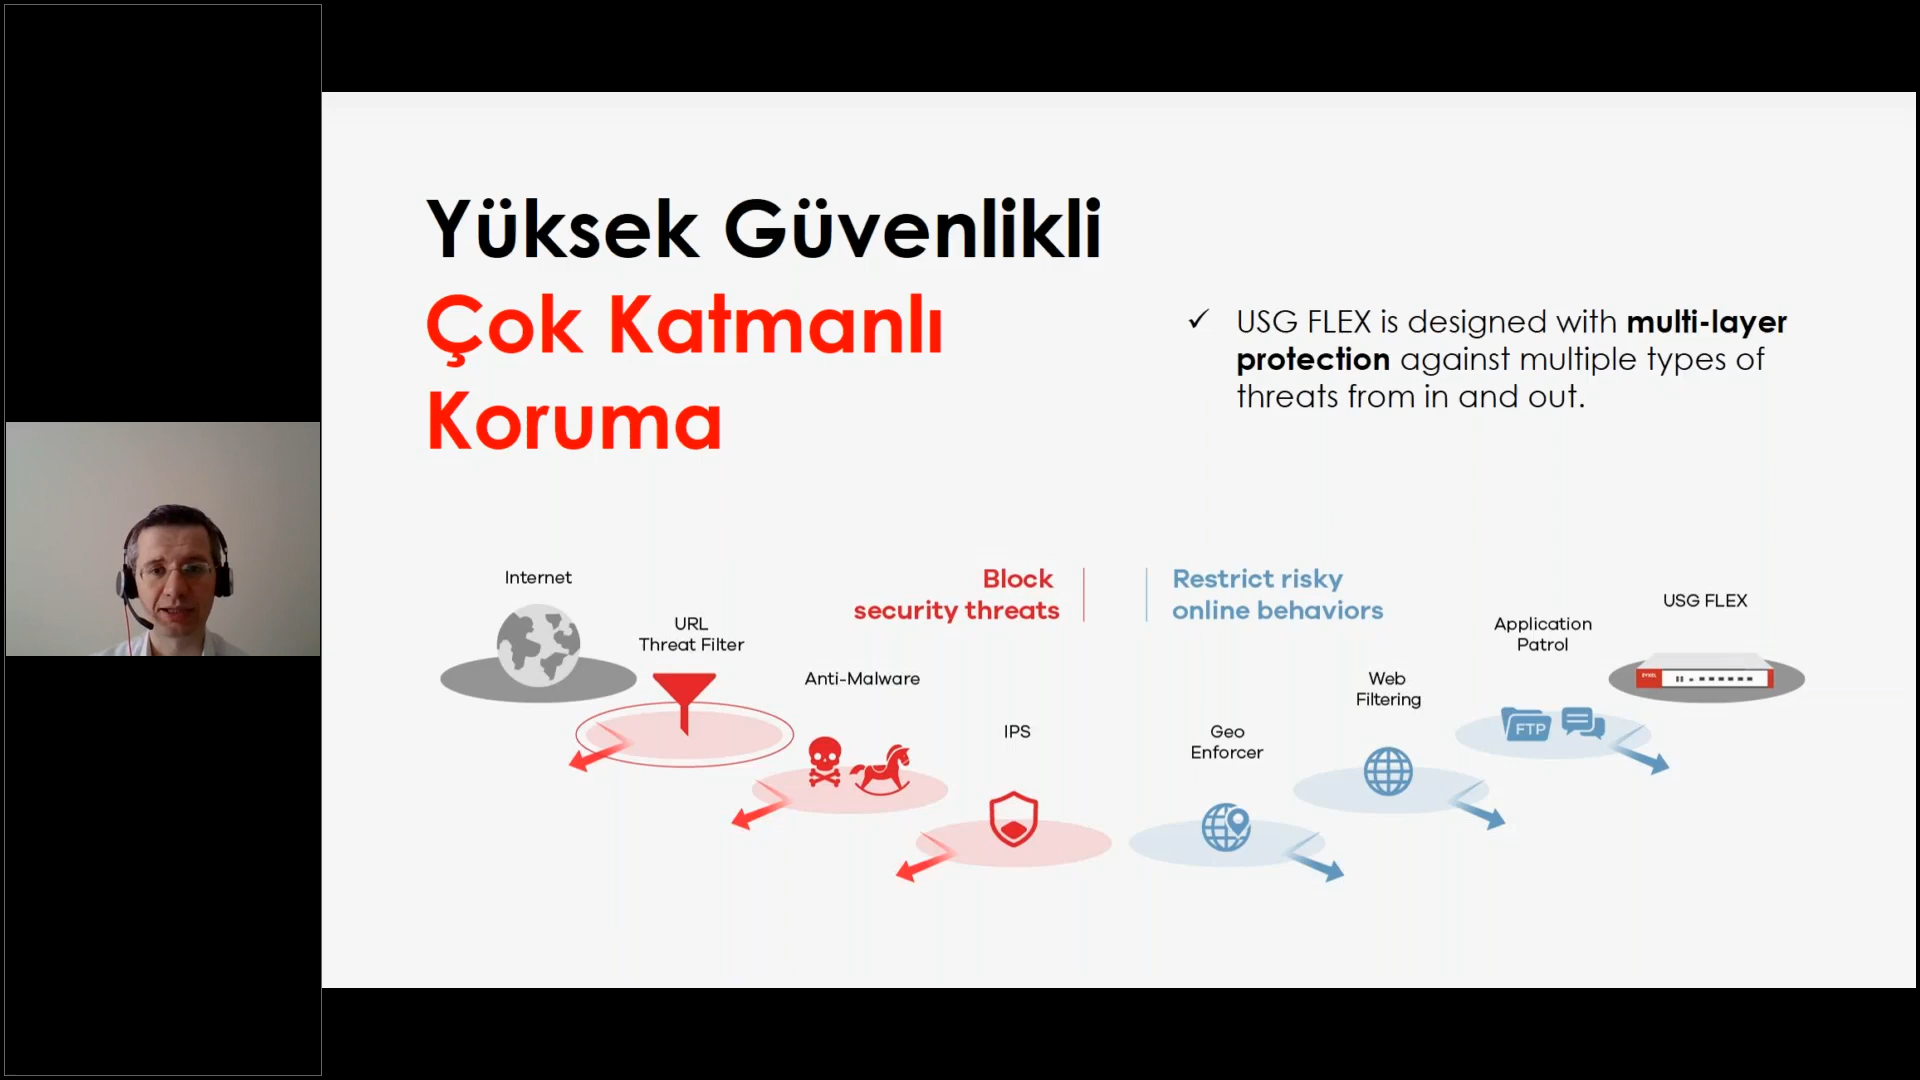 Yüksek Güvenlikli
Çok Katmanlı
Koruma
✓ USG FLEX is designed with multi-layer
protection against multiple types of
threats from in and out.
Block
security threats
Restrict risky
online behaviors
Internet
URL
Threat Filter
Anti-Malware
IPS
Geo
Enforcer
Web
Filtering
Application
Patrol
FTP
USG FLEX
ZYXEL